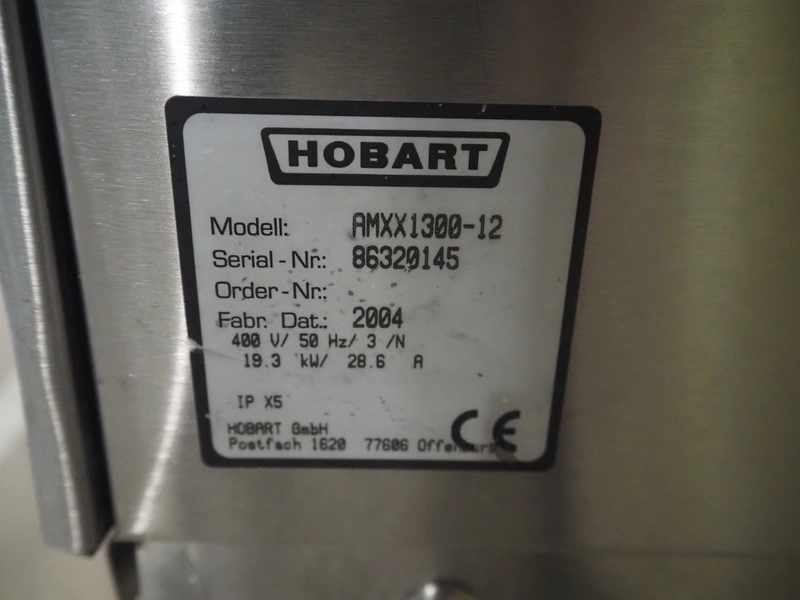 HOBART
Modell: AMXX1300-12
Serial-Nr.: 86320145
Order-Nr.:
Fabr. Dat.: 2004
400 V/ 50 Hz/ 3 /N
19.3 kW/ 28.6 A
IP X5
CE
HOBART GmbH
Postfach 1620 77606